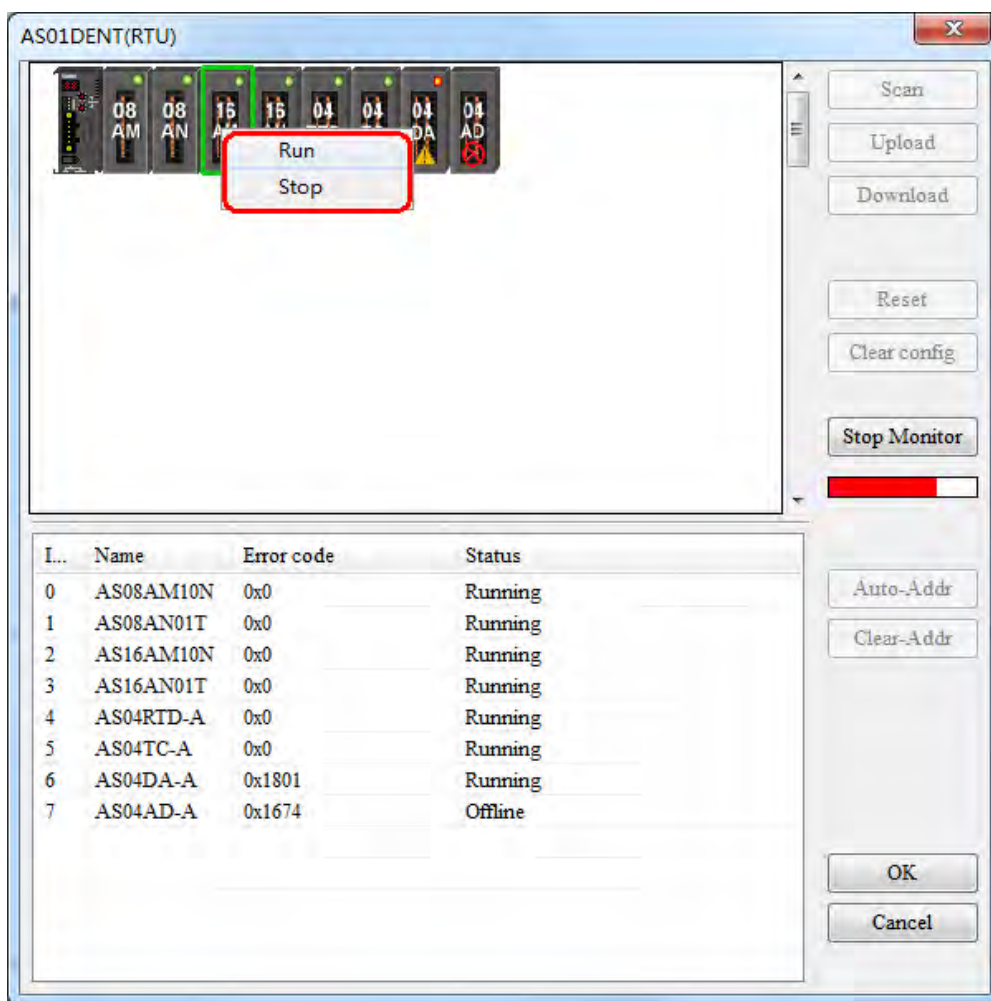 AS01DENT(RTU)
08 08 16 16 04 04 04 04
AM AN DA AD
Run
Stop
Scan
Upload
Download
Reset
Clear config
Stop Monitor
I... Name Error code Status
0 AS08AM10N 0x0 Running
1 AS08AN01T 0x0 Running
2 AS16AM10N 0x0 Running
3 AS16AN01T 0x0 Running
4 AS04RTD-A 0x0 Running
5 AS04TC-A 0x0 Running
6 AS04DA-A 0x1801 Running
7 AS04AD-A 0x1674 Offline
Auto-Addr
Clear-Addr
OK
Cancel